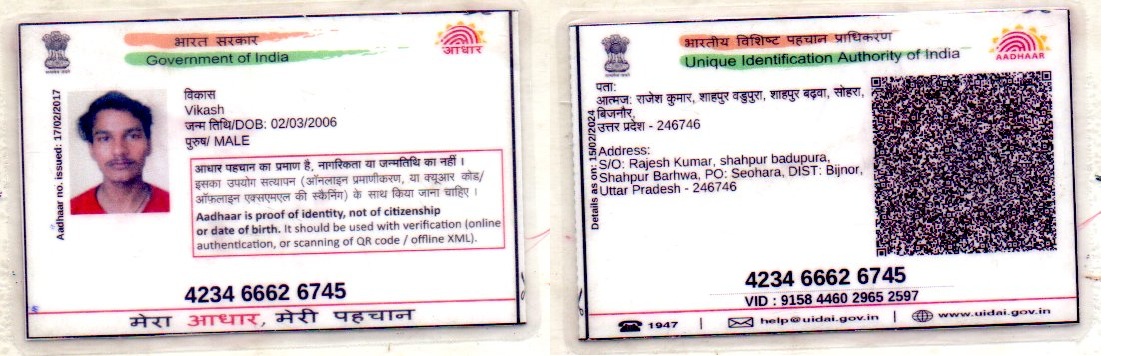 भारत सरकार
Government of India
आधार
Aadhaar no. issued: 17/02/2017
विकास
Vikash
जन्म तिथि/DOB: 02/03/2006
पुरुष/ MALE
आधार पहचान का प्रमाण है, नागरिकता या जन्मतिथि का नहीं ।
इसका उपयोग सत्यापन (ऑनलाइन प्रमाणीकरण, या क्यूआर कोड/
ऑफलाइन एक्सएमएल की स्कैनिंग) के साथ किया जाना चाहिए ।
Aadhaar is proof of identity, not of citizenship
or date of birth. It should be used with verification (online
authentication, or scanning of QR code / offline XML).
4234 6662 6745
मेरा आधार, मेरी पहचान
भारतीय विशिष्ट पहचान प्राधिकरण
Unique Identification Authority of India
AADHAAR
Details as on: 15/02/2024
पता:
आत्मज: राजेश कुमार, शाहपुर वडुपुरा, शाहपुर बढ़वा, सोहरा,
बिजनौर,
उत्तर प्रदेश - 246746
Address:
S/O: Rajesh Kumar, shahpur badupura,
Shahpur Barhwa, PO: Seohara, DIST: Bijnor,
Uttar Pradesh - 246746
4234 6662 6745
VID : 9158 4460 2965 2597
1947 | help@uidai.gov.in | www.uidai.gov.in